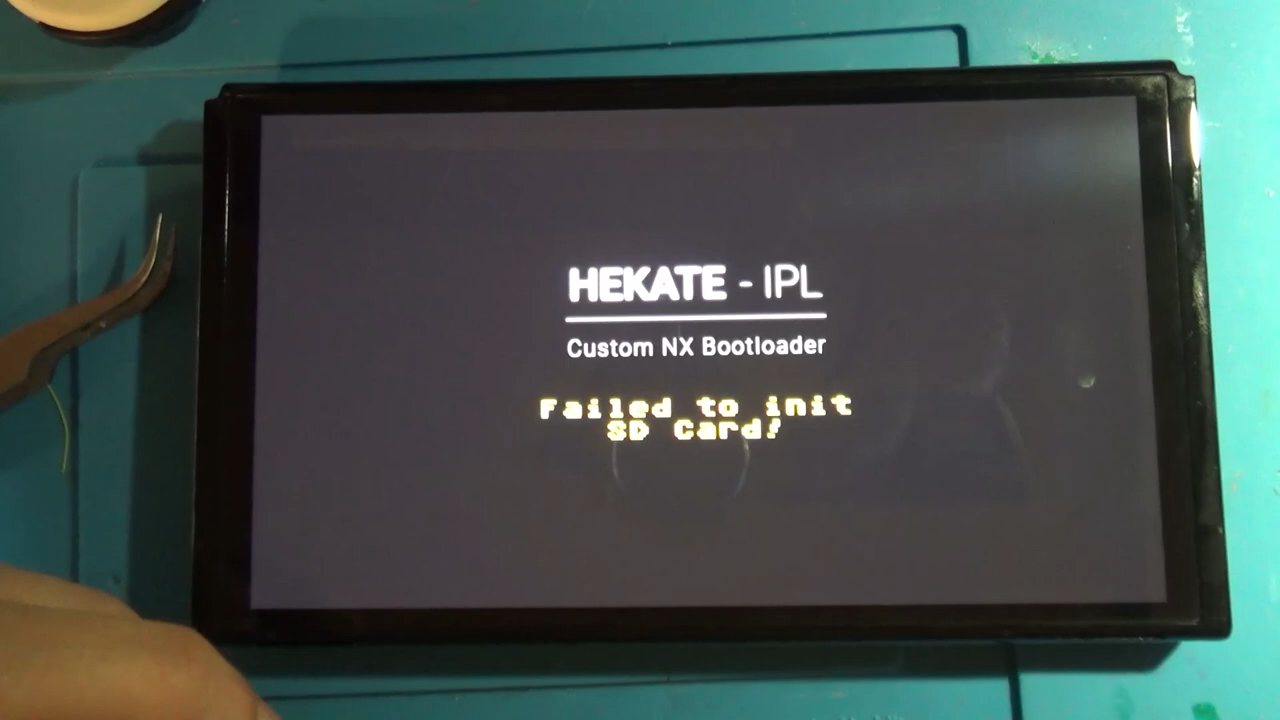 HEKATE - IPL
Custom NX Bootloader
Failed to init
SD Card!